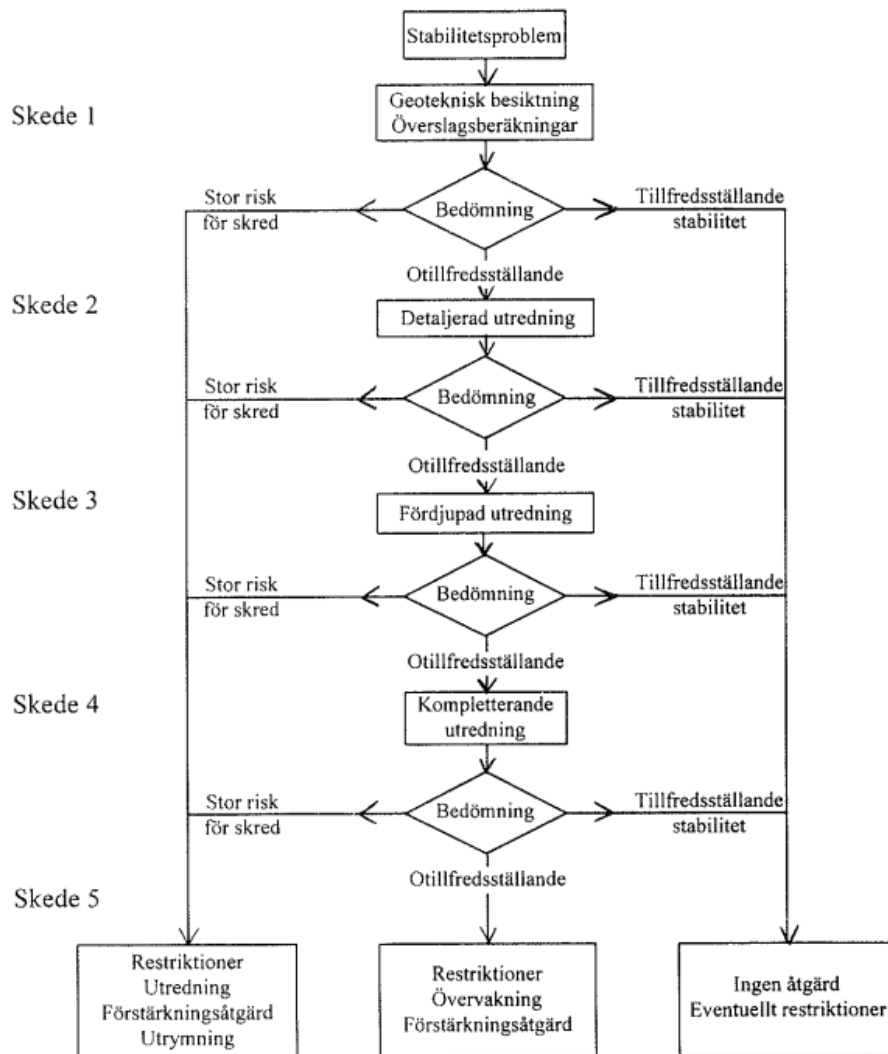 Stabilitetsproblem
Skede 1
Geoteknisk besiktning
Överslagsberäkningar
Stor risk
för skred
Bedömning
Tillfredsställande
stabilitet
Otillfredsställande
Skede 2
Detaljerad utredning
Stor risk
för skred
Bedömning
Tillfredsställande
stabilitet
Otillfredsställande
Skede 3
Fördjupad utredning
Stor risk
för skred
Bedömning
Tillfredsställande
stabilitet
Otillfredsställande
Skede 4
Kompletterande
utredning
Stor risk
för skred
Bedömning
Tillfredsställande
stabilitet
Otillfredsställande
Skede 5
Restriktioner
Utredning
Förstärkningsåtgärd
Utrymning
Restriktioner
Övervakning
Förstärkningsåtgärd
Ingen åtgärd
Eventuellt restriktioner